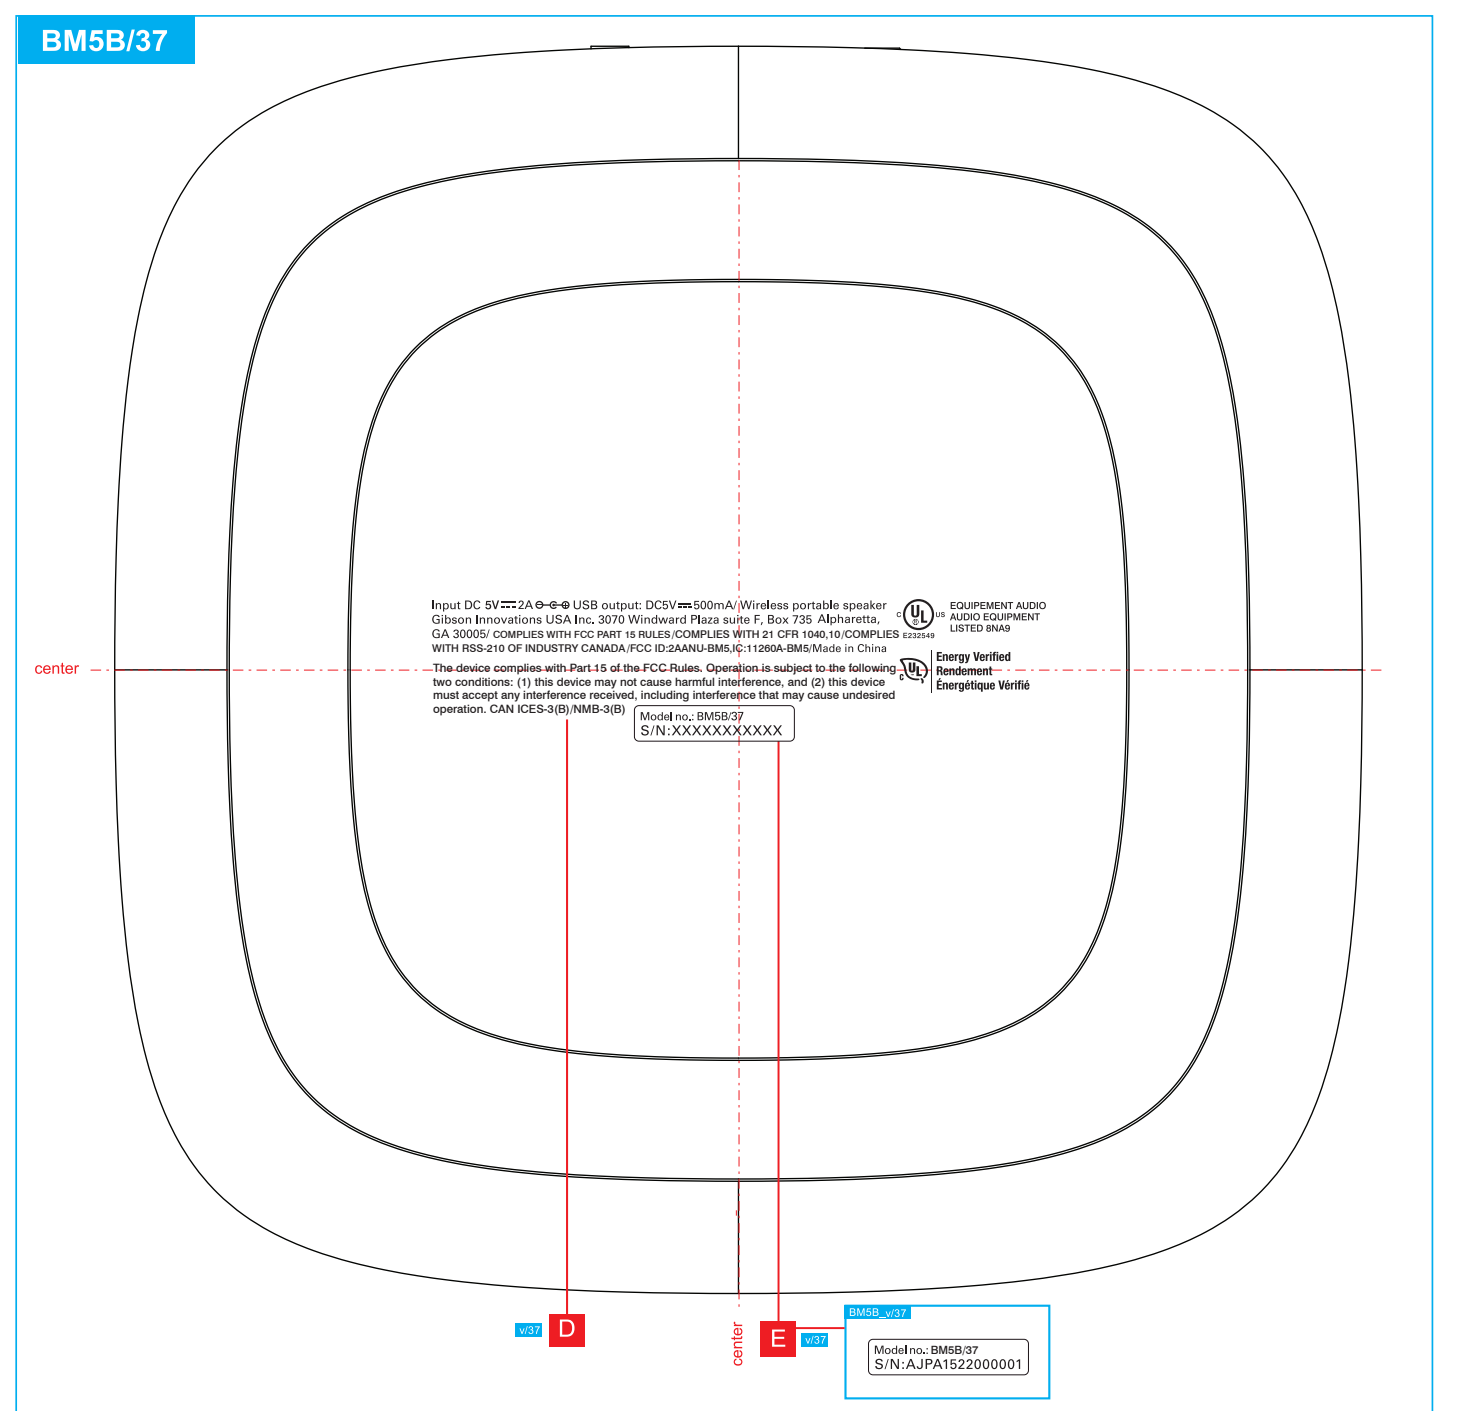 BM5B/37
Input DC 5V 2A USB output: DC5V 500mA/ Wireless portable speaker
Gibson Innovations USA Inc. 3070 Windward Plaza suite F, Box 735 Alpharetta,
GA 30005/ COMPLIES WITH FCC PART 15 RULES/COMPLIES WITH 21 CFR 1040,10/COMPLIES
WITH RSS-210 OF INDUSTRY CANADA/FCC ID:2AANU-BM5,IC:11260A-BM5/Made in China
C UL ® US
E232549
EQUIPEMENT AUDIO
AUDIO EQUIPMENT
LISTED 8NA9
center
The device complies with Part 15 of the FCC Rules. Operation is subject to the following
two conditions: (1) this device may not cause harmful interference, and (2) this device
must accept any interference received, including interference that may cause undesired
operation. CAN ICES-3(B)/NMB-3(B)
C UL
Energy Verified
Rendement
Énergétique Vérifié
Model no.: BM5B/37
S/N:XXXXXXXXXXX
v/37
D
center
E
v/37
BM5B_v/37
Model no.: BM5B/37
S/N:AJPA1522000001